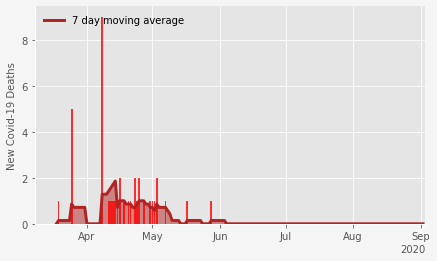 7 day moving average
New Covid-19 Deaths
8
6
4
2
0
Apr
May
Jun
Jul
Aug
Sep
2020